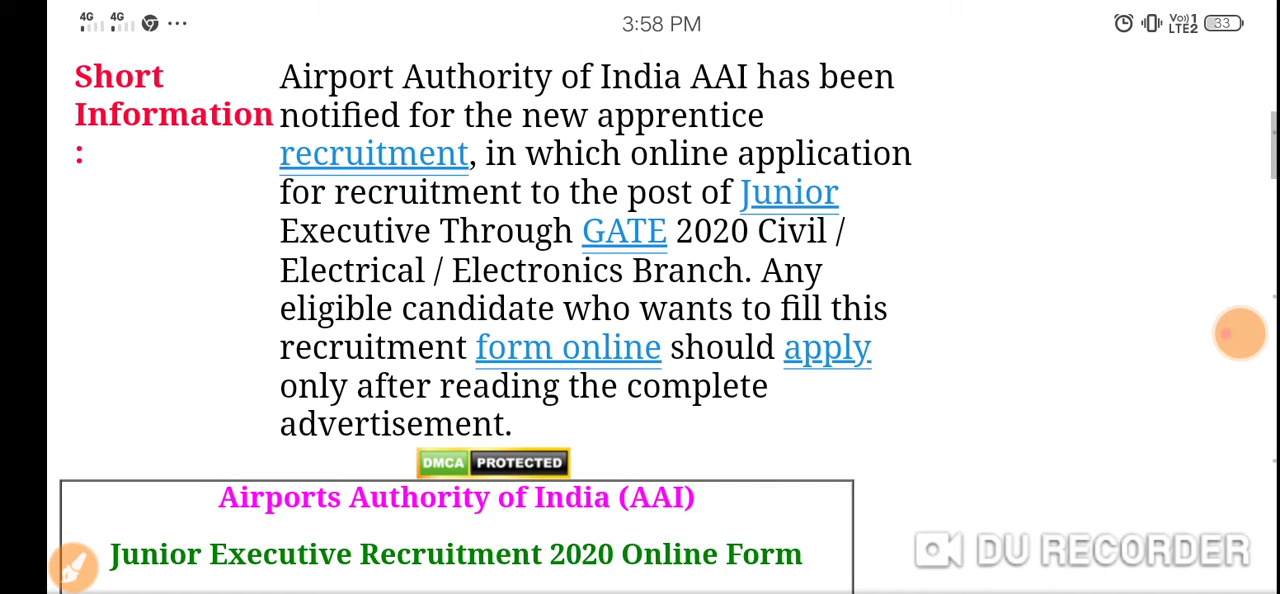 4G 4G 3:58 PM Vo)) 1 LTE2 33
Short
Information
:
Airport Authority of India AAI has been
notified for the new apprentice
recruitment, in which online application
for recruitment to the post of Junior
Executive Through GATE 2020 Civil /
Electrical / Electronics Branch. Any
eligible candidate who wants to fill this
recruitment form online should apply
only after reading the complete
advertisement.
DMCA PROTECTED
Airports Authority of India (AAI)
Junior Executive Recruitment 2020 Online Form
DU RECORDER